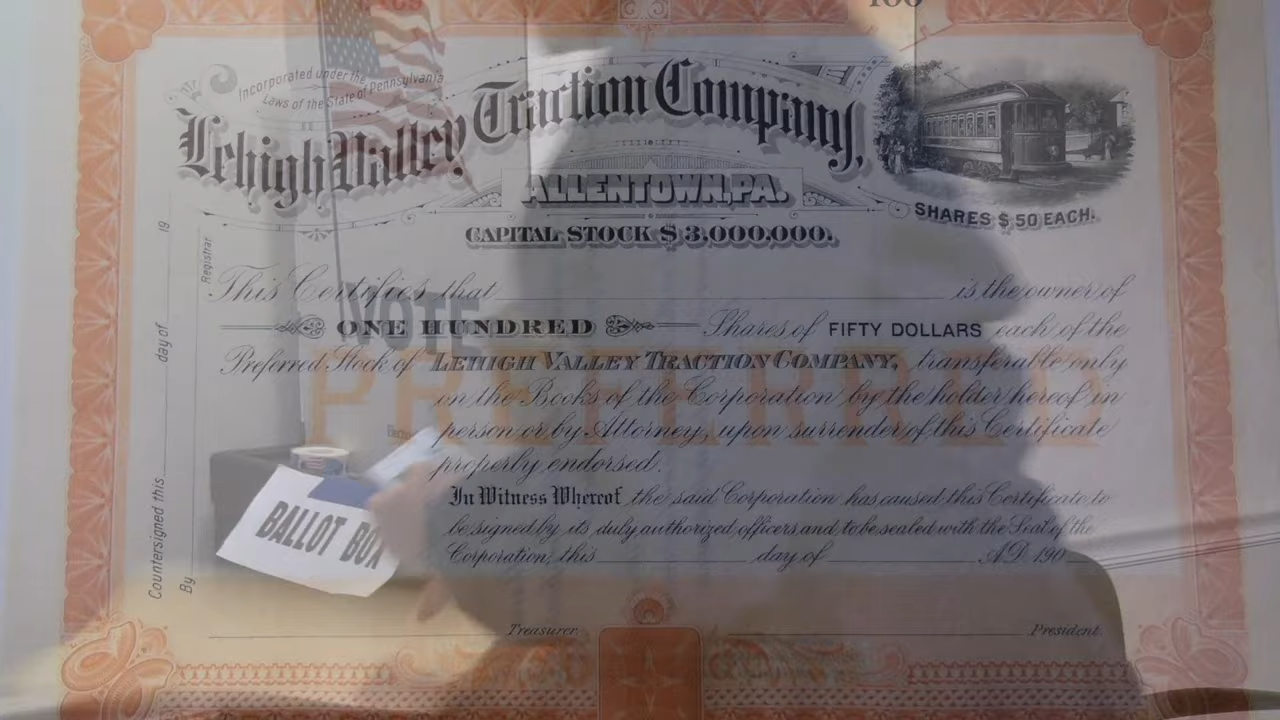 100
Incorporated under the
Laws of the State of Pennsylvania
Lehigh Valley Traction Company,
ALLENTOWN, PA.
SHARES $50 EACH.
CAPITAL STOCK $3,000,000.
This Certifies that is the owner of
ONE HUNDRED Shares of FIFTY DOLLARS each of the
Preferred Stock of LEHIGH VALLEY TRACTION COMPANY, transferable only
on the Books of the Corporation by the holder hereof in
person or by Attorney, upon surrender of this Certificate
properly endorsed.
In Witness Whereof the said Corporation has caused this Certificate to
be signed by its duly authorized officers and to be sealed with the Seal of the
Corporation, this day of A.D. 190
Treasurer. President.
Countersigned this day of 19
By Registrar.
PREFERRED
VOTE
BALLOT BOX